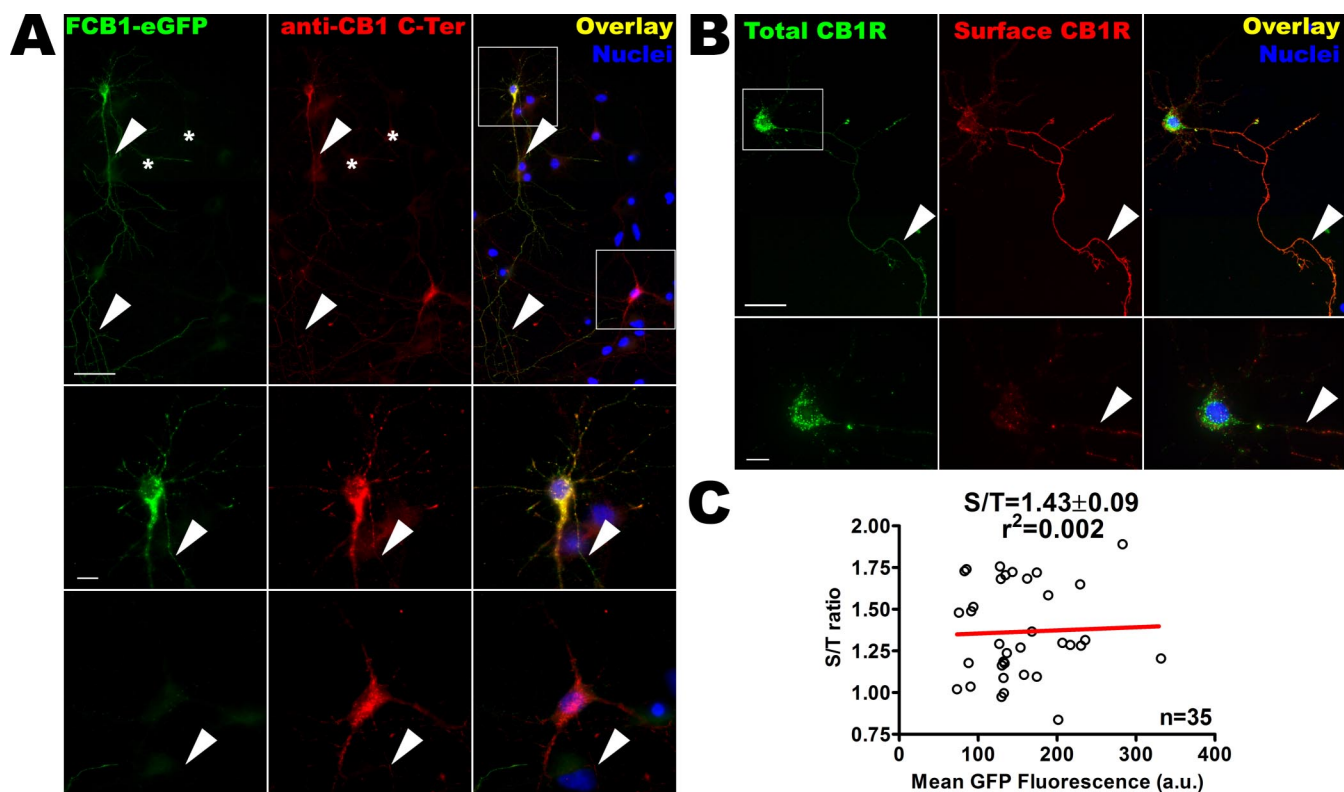 A
FCB1-eGFP
anti-CB1 C-Ter
Overlay
Nuclei
*
*
*
*
B
Total CB1R
Surface CB1R
Overlay
Nuclei
C
S/T=1.43±0.09
r²=0.002
2.00
1.75
1.50
1.25
1.00
0.75
S/T ratio
n=35
0
100
200
300
400
Mean GFP Fluorescence (a.u.)